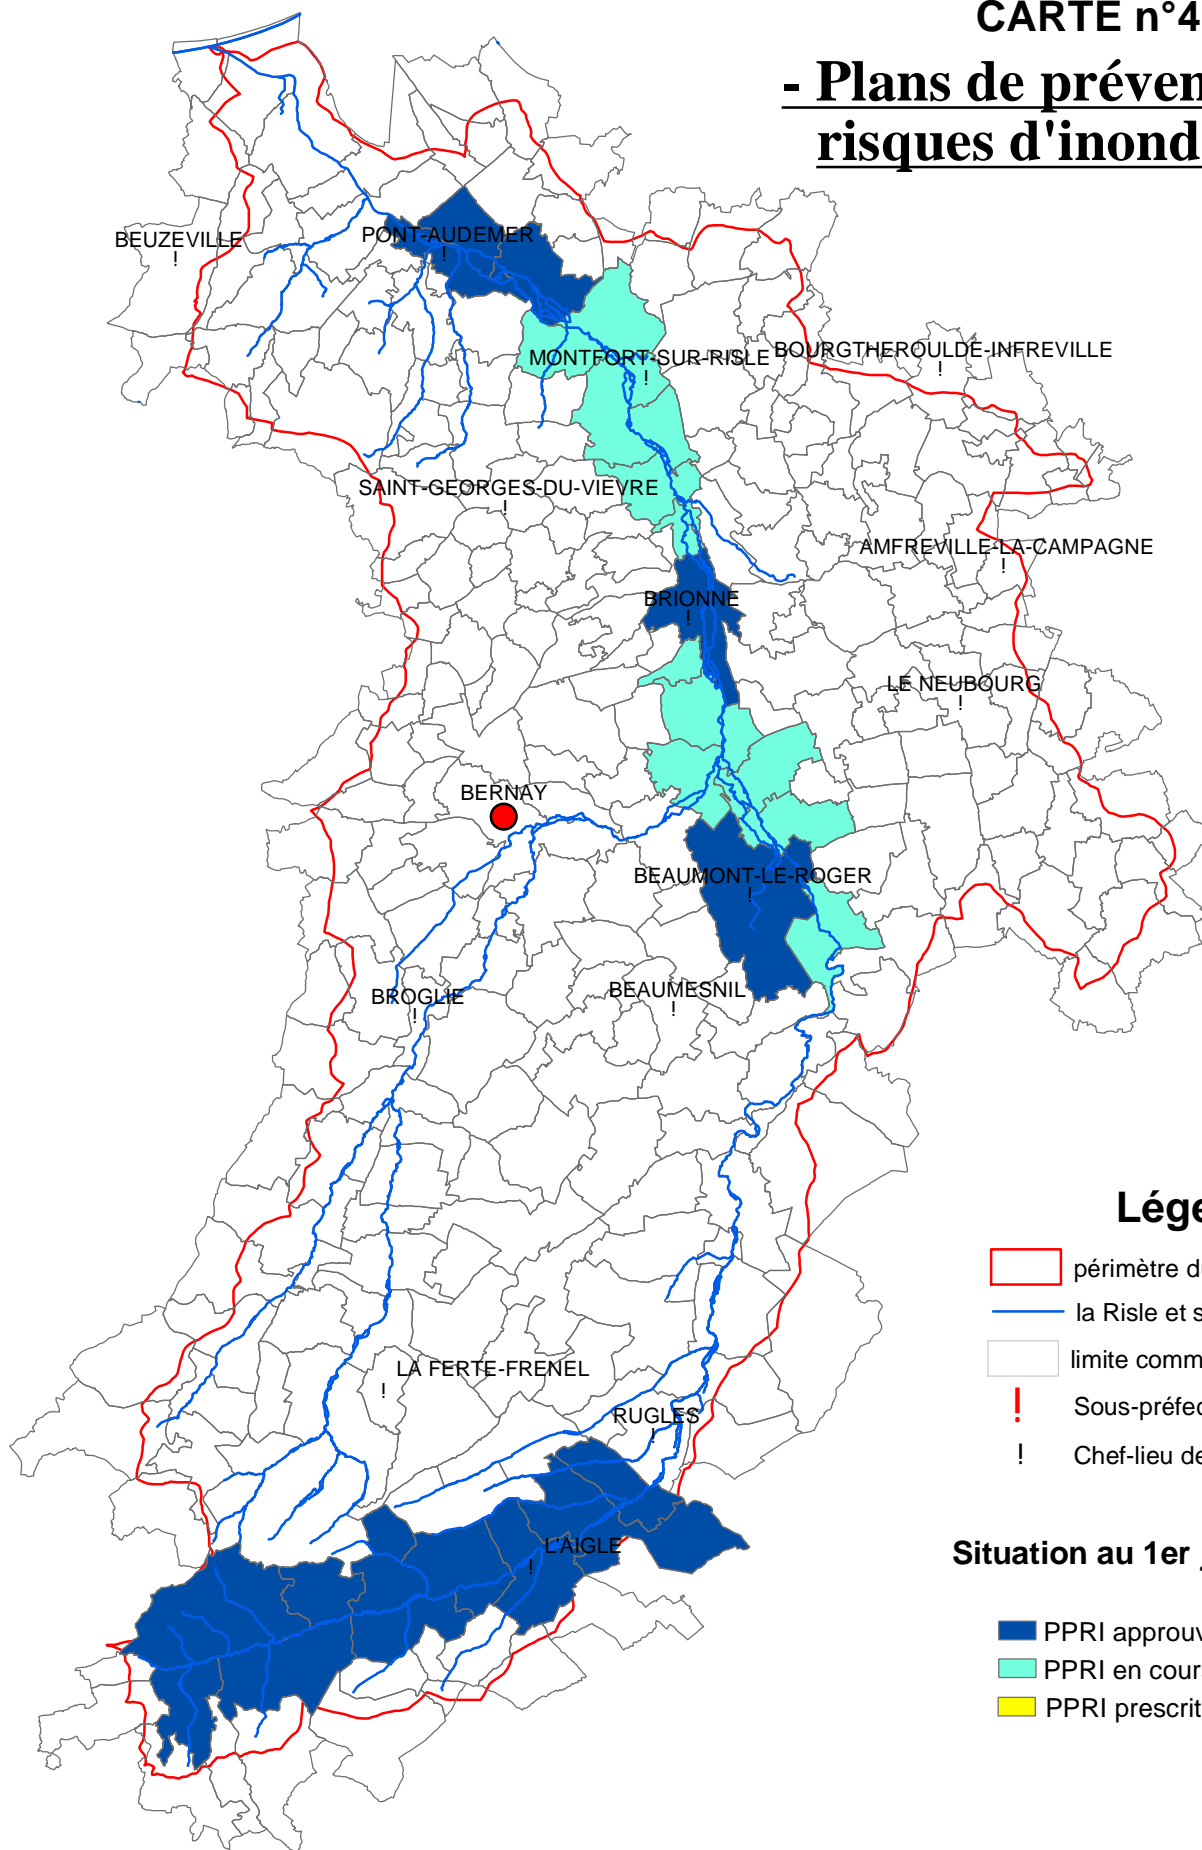 CARTE n°4
- Plans de préven
risques d'inond
BEUZEVILLE
!
PONT-AUDEMER
!
MONTFORT-SUR-RISLE
!
BOURGTHEROULDE-INFREVILLE
!
SAINT-GEORGES-DU-VIEVRE
!
AMFREVILLE-LA-CAMPAGNE
!
BRIONNE
!
LE NEUBOURG
!
BERNAY
BEAUMONT-LE-ROGER
!
BROGLIE
!
BEAUMESNIL
!
LA FERTE-FRENEL
!
RUGLES
!
L'AIGLE
!
Lége
périmètre d
la Risle et s
limite comm
! Sous-préfec
! Chef-lieu de
Situation au 1er
PPRI approuv
PPRI en cour
PPRI prescrit